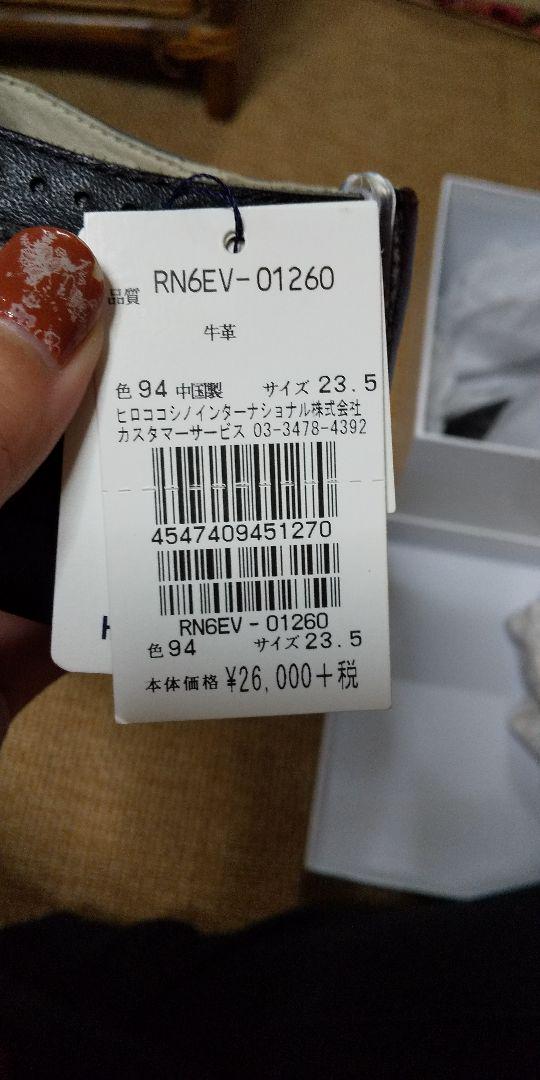 RN6EV-01260
品質
牛革
色 94 中国製 サイズ 23.5
ヒロココシノインターナショナル株式会社
カスタマーサービス 03-3478-4392
4547409451270
RN6EV-01260
色 94 サイズ 23.5
本体価格 ¥26,000+税
H